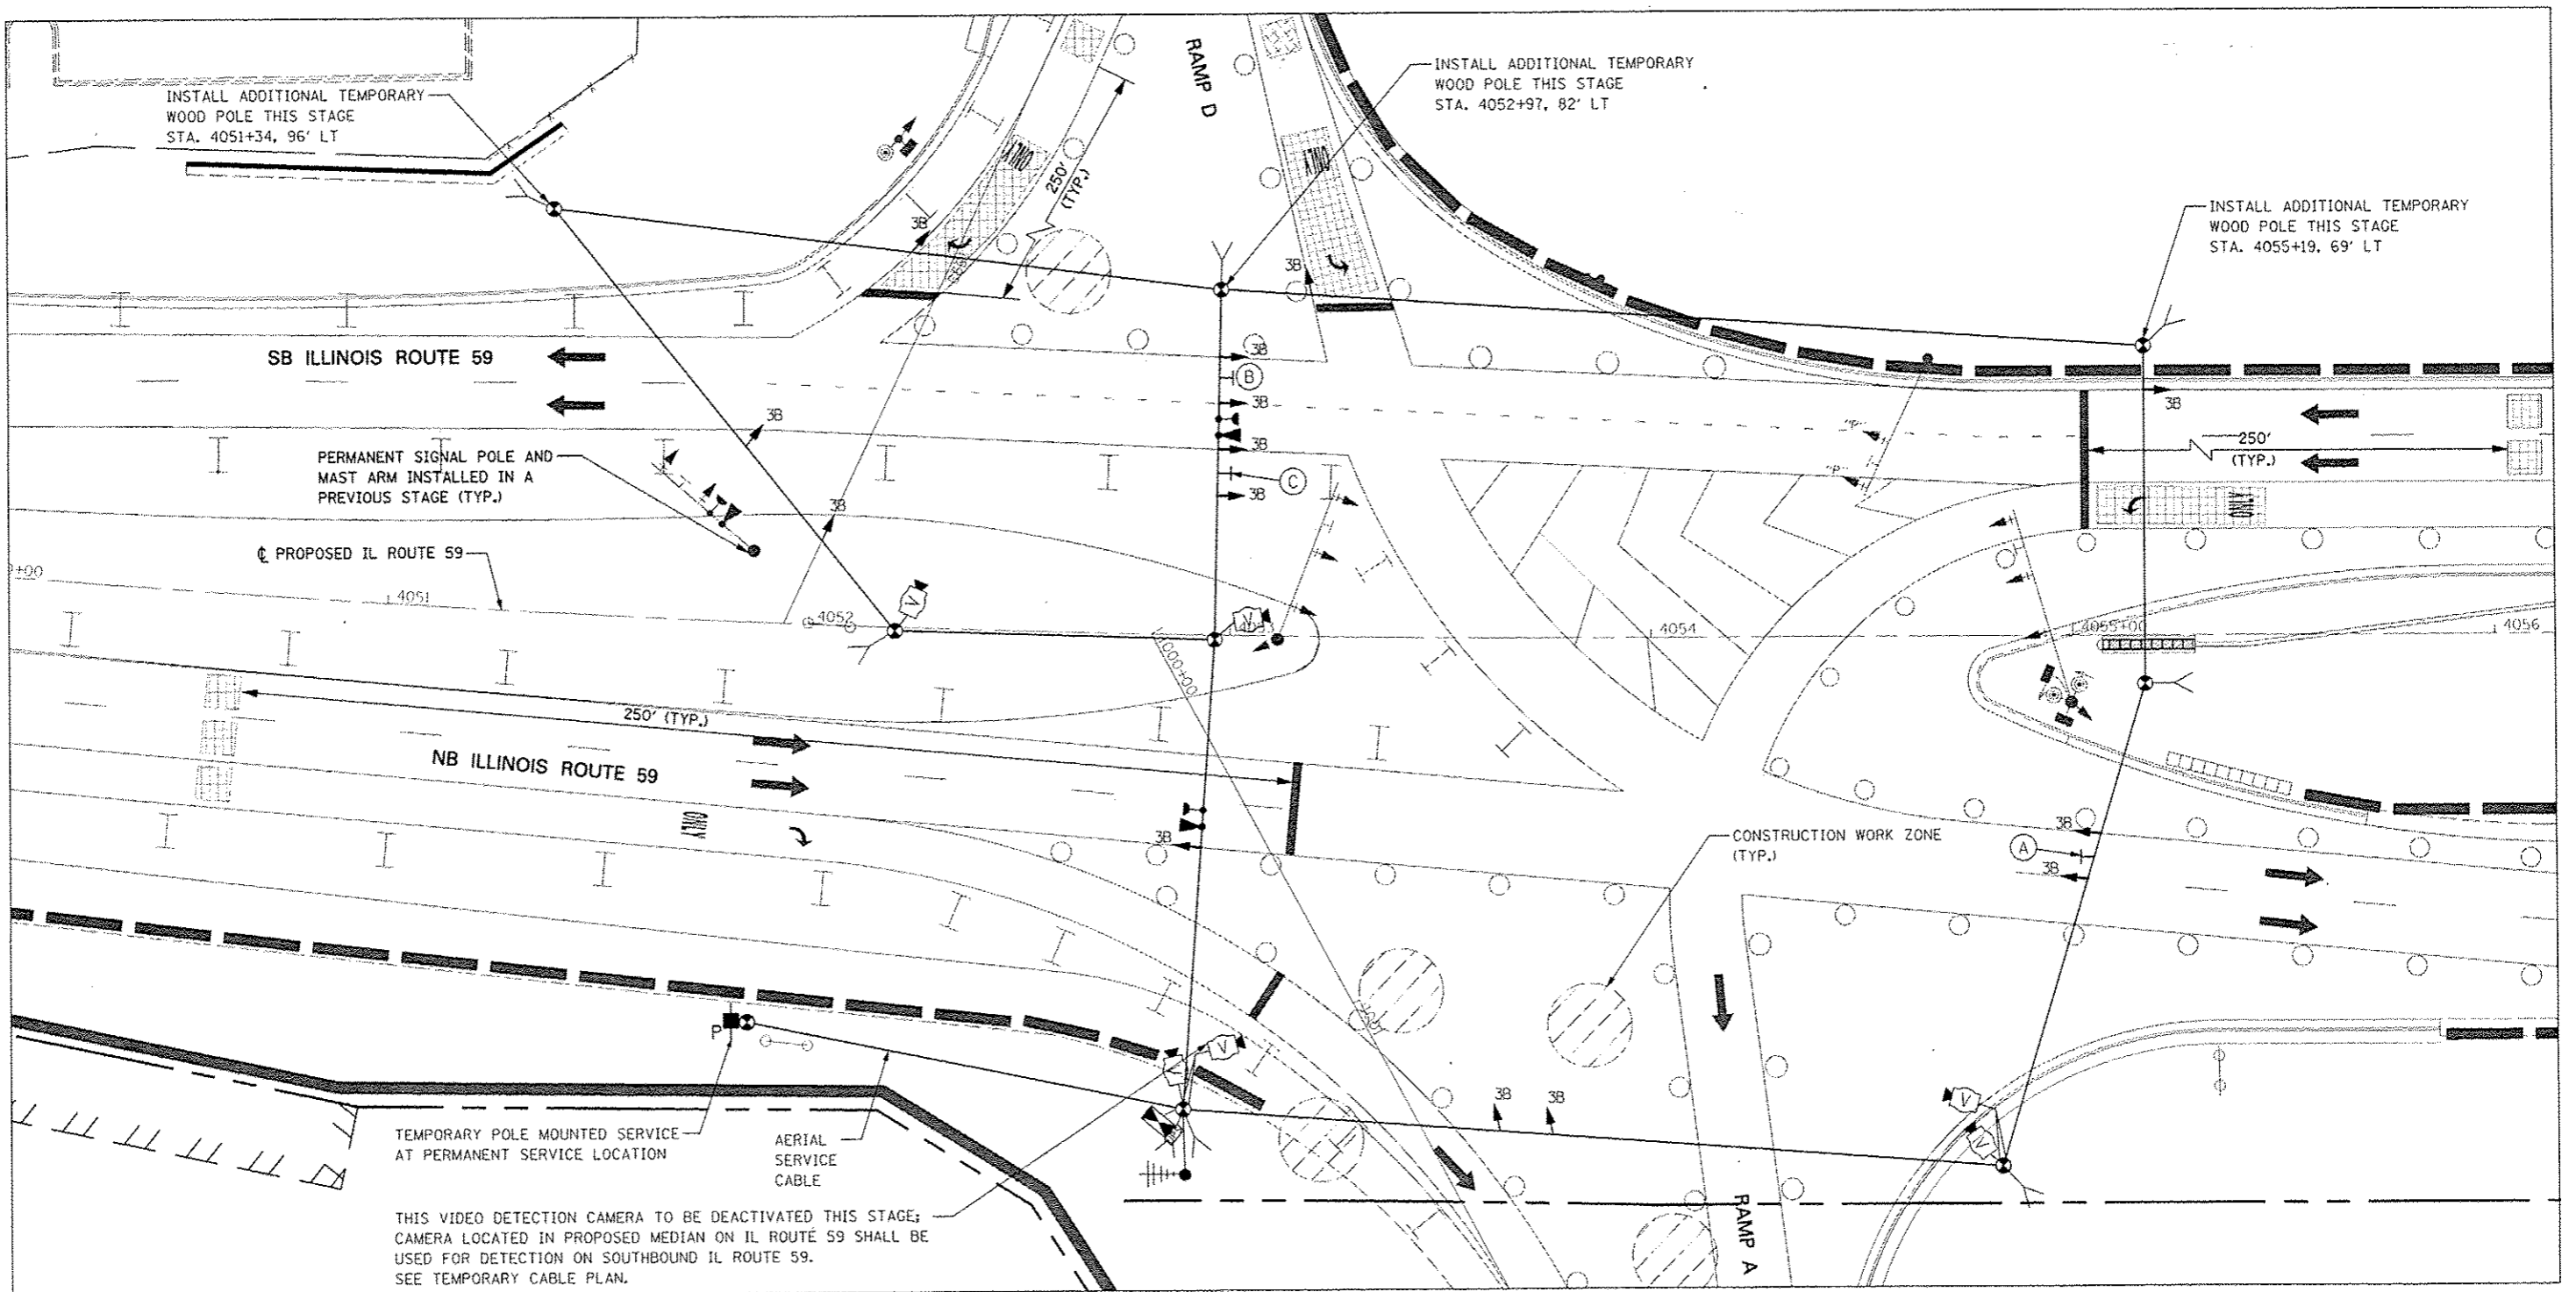 INSTALL ADDITIONAL TEMPORARY
WOOD POLE THIS STAGE
STA. 4051+34, 96' LT
RAMP D
INSTALL ADDITIONAL TEMPORARY
WOOD POLE THIS STAGE
STA. 4052+97, 82' LT
INSTALL ADDITIONAL TEMPORARY
WOOD POLE THIS STAGE
STA. 4055+19, 69' LT
ONLY
ONLY
250'
(TYP.)
3B
3B
SB ILLINOIS ROUTE 59
3B
B
3B
3B
3B
C
3B
3B
"P"
"P"
3B
250'
(TYP.)
ONLY
PERMANENT SIGNAL POLE AND
MAST ARM INSTALLED IN A
PREVIOUS STAGE (TYP.)
℄ PROPOSED IL ROUTE 59
+00
4051
4052
4054
4055+00
4056
V
V
1000+00
250' (TYP.)
NB ILLINOIS ROUTE 59
ONLY
3B
CONSTRUCTION WORK ZONE
(TYP.)
3B
A
3B
P
V
V
3B
3B
V
V
TEMPORARY POLE MOUNTED SERVICE
AT PERMANENT SERVICE LOCATION
AERIAL
SERVICE
CABLE
THIS VIDEO DETECTION CAMERA TO BE DEACTIVATED THIS STAGE;
CAMERA LOCATED IN PROPOSED MEDIAN ON IL ROUTE 59 SHALL BE
USED FOR DETECTION ON SOUTHBOUND IL ROUTE 59.
SEE TEMPORARY CABLE PLAN.
RAMP A